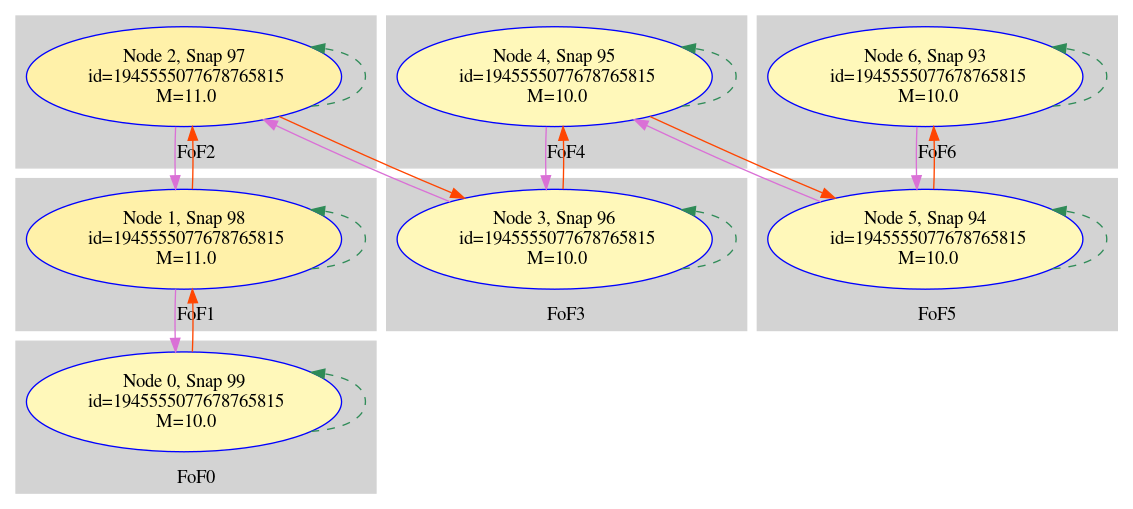 Node 2, Snap 97
id=1945555077678765815
M=11.0
FoF2
Node 4, Snap 95
id=1945555077678765815
M=10.0
FoF4
Node 6, Snap 93
id=1945555077678765815
M=10.0
FoF6
Node 1, Snap 98
id=1945555077678765815
M=11.0
FoF1
Node 3, Snap 96
id=1945555077678765815
M=10.0
FoF3
Node 5, Snap 94
id=1945555077678765815
M=10.0
FoF5
Node 0, Snap 99
id=1945555077678765815
M=10.0
FoF0